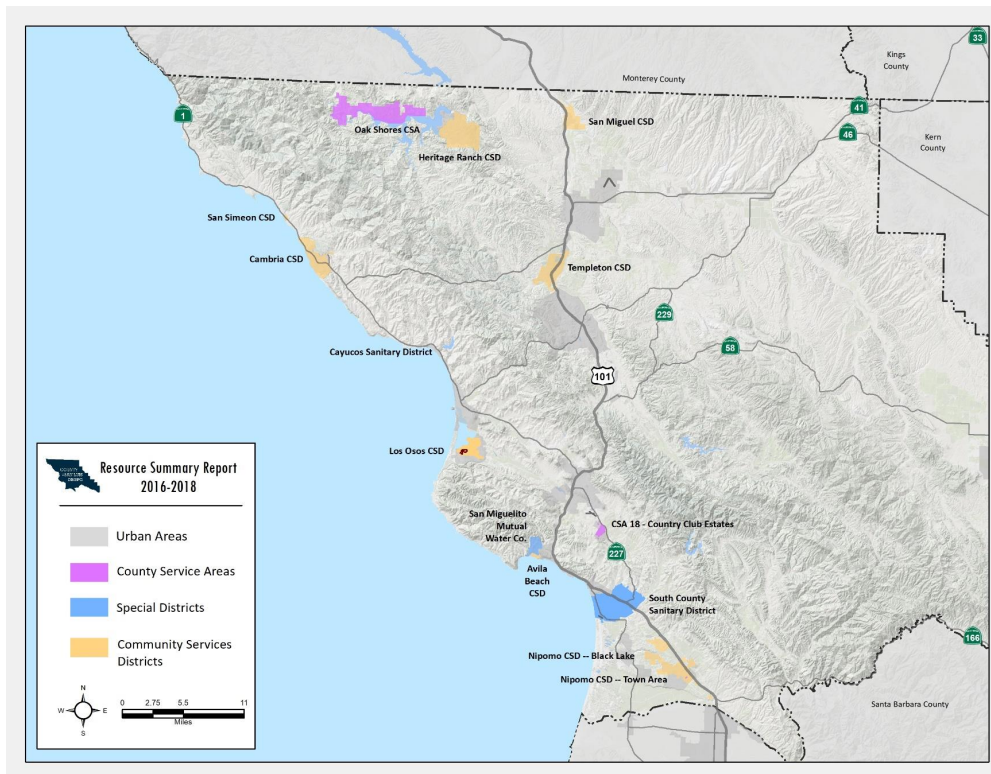 33
Kings
County
Monterey County
41
1
46
Oak Shores CSA
San Miguel CSD
Kern
County
Heritage Ranch CSD
San Simeon CSD
Cambria CSD
Templeton CSD
229
58
Cayucos Sanitary District
101
Los Osos CSD
San Miguelito
Mutual
Water Co.
CSA 18 - Country Club Estates
227
Avila
Beach
CSD
South County
Sanitary District
166
Nipomo CSD -- Black Lake
Nipomo CSD -- Town Area
Santa Barbara County
Resource Summary Report
2016-2018
Urban Areas
County Service Areas
Special Districts
Community Services
Districts
N
W
E
S
0 2.75 5.5 11
Miles